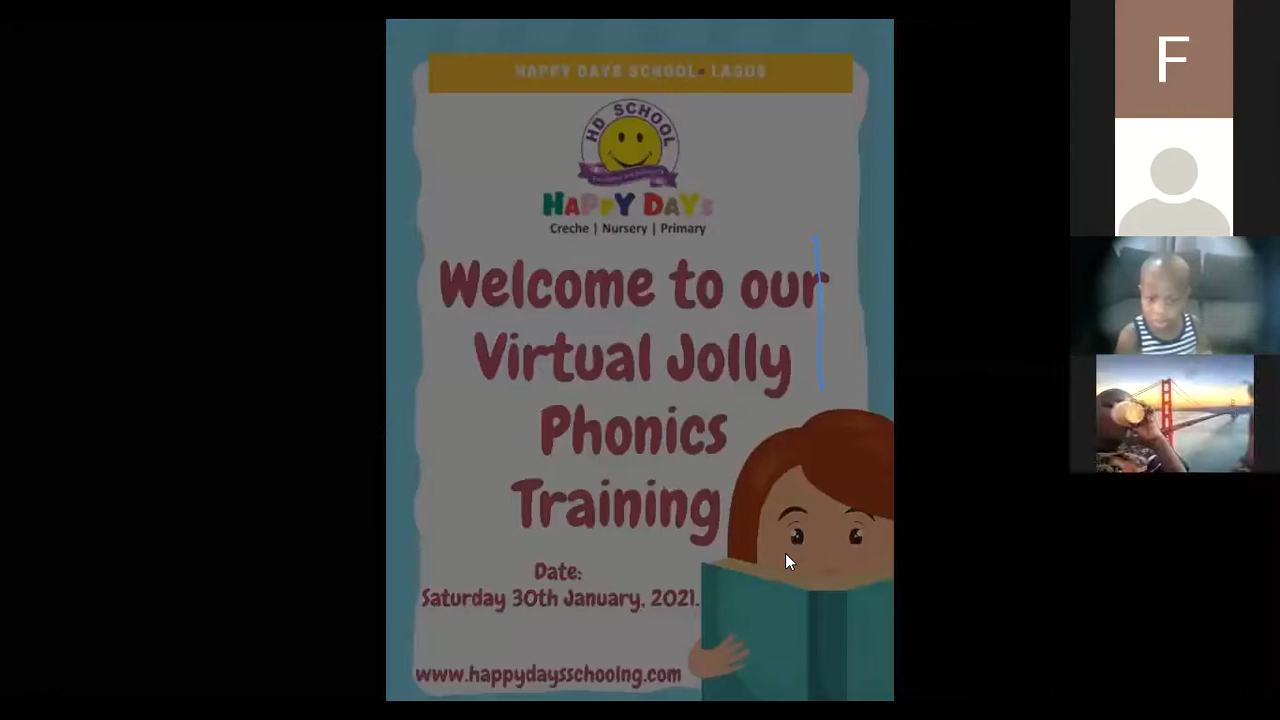 HAPPY DAYS SCHOOL- LAGOS
HD SCHOOL
HAPPY DAYS
Creche | Nursery | Primary
Welcome to our
Virtual Jolly
Phonics
Training
Date:
Saturday 30th January, 2021.
www.happydaysschoolng.com
F